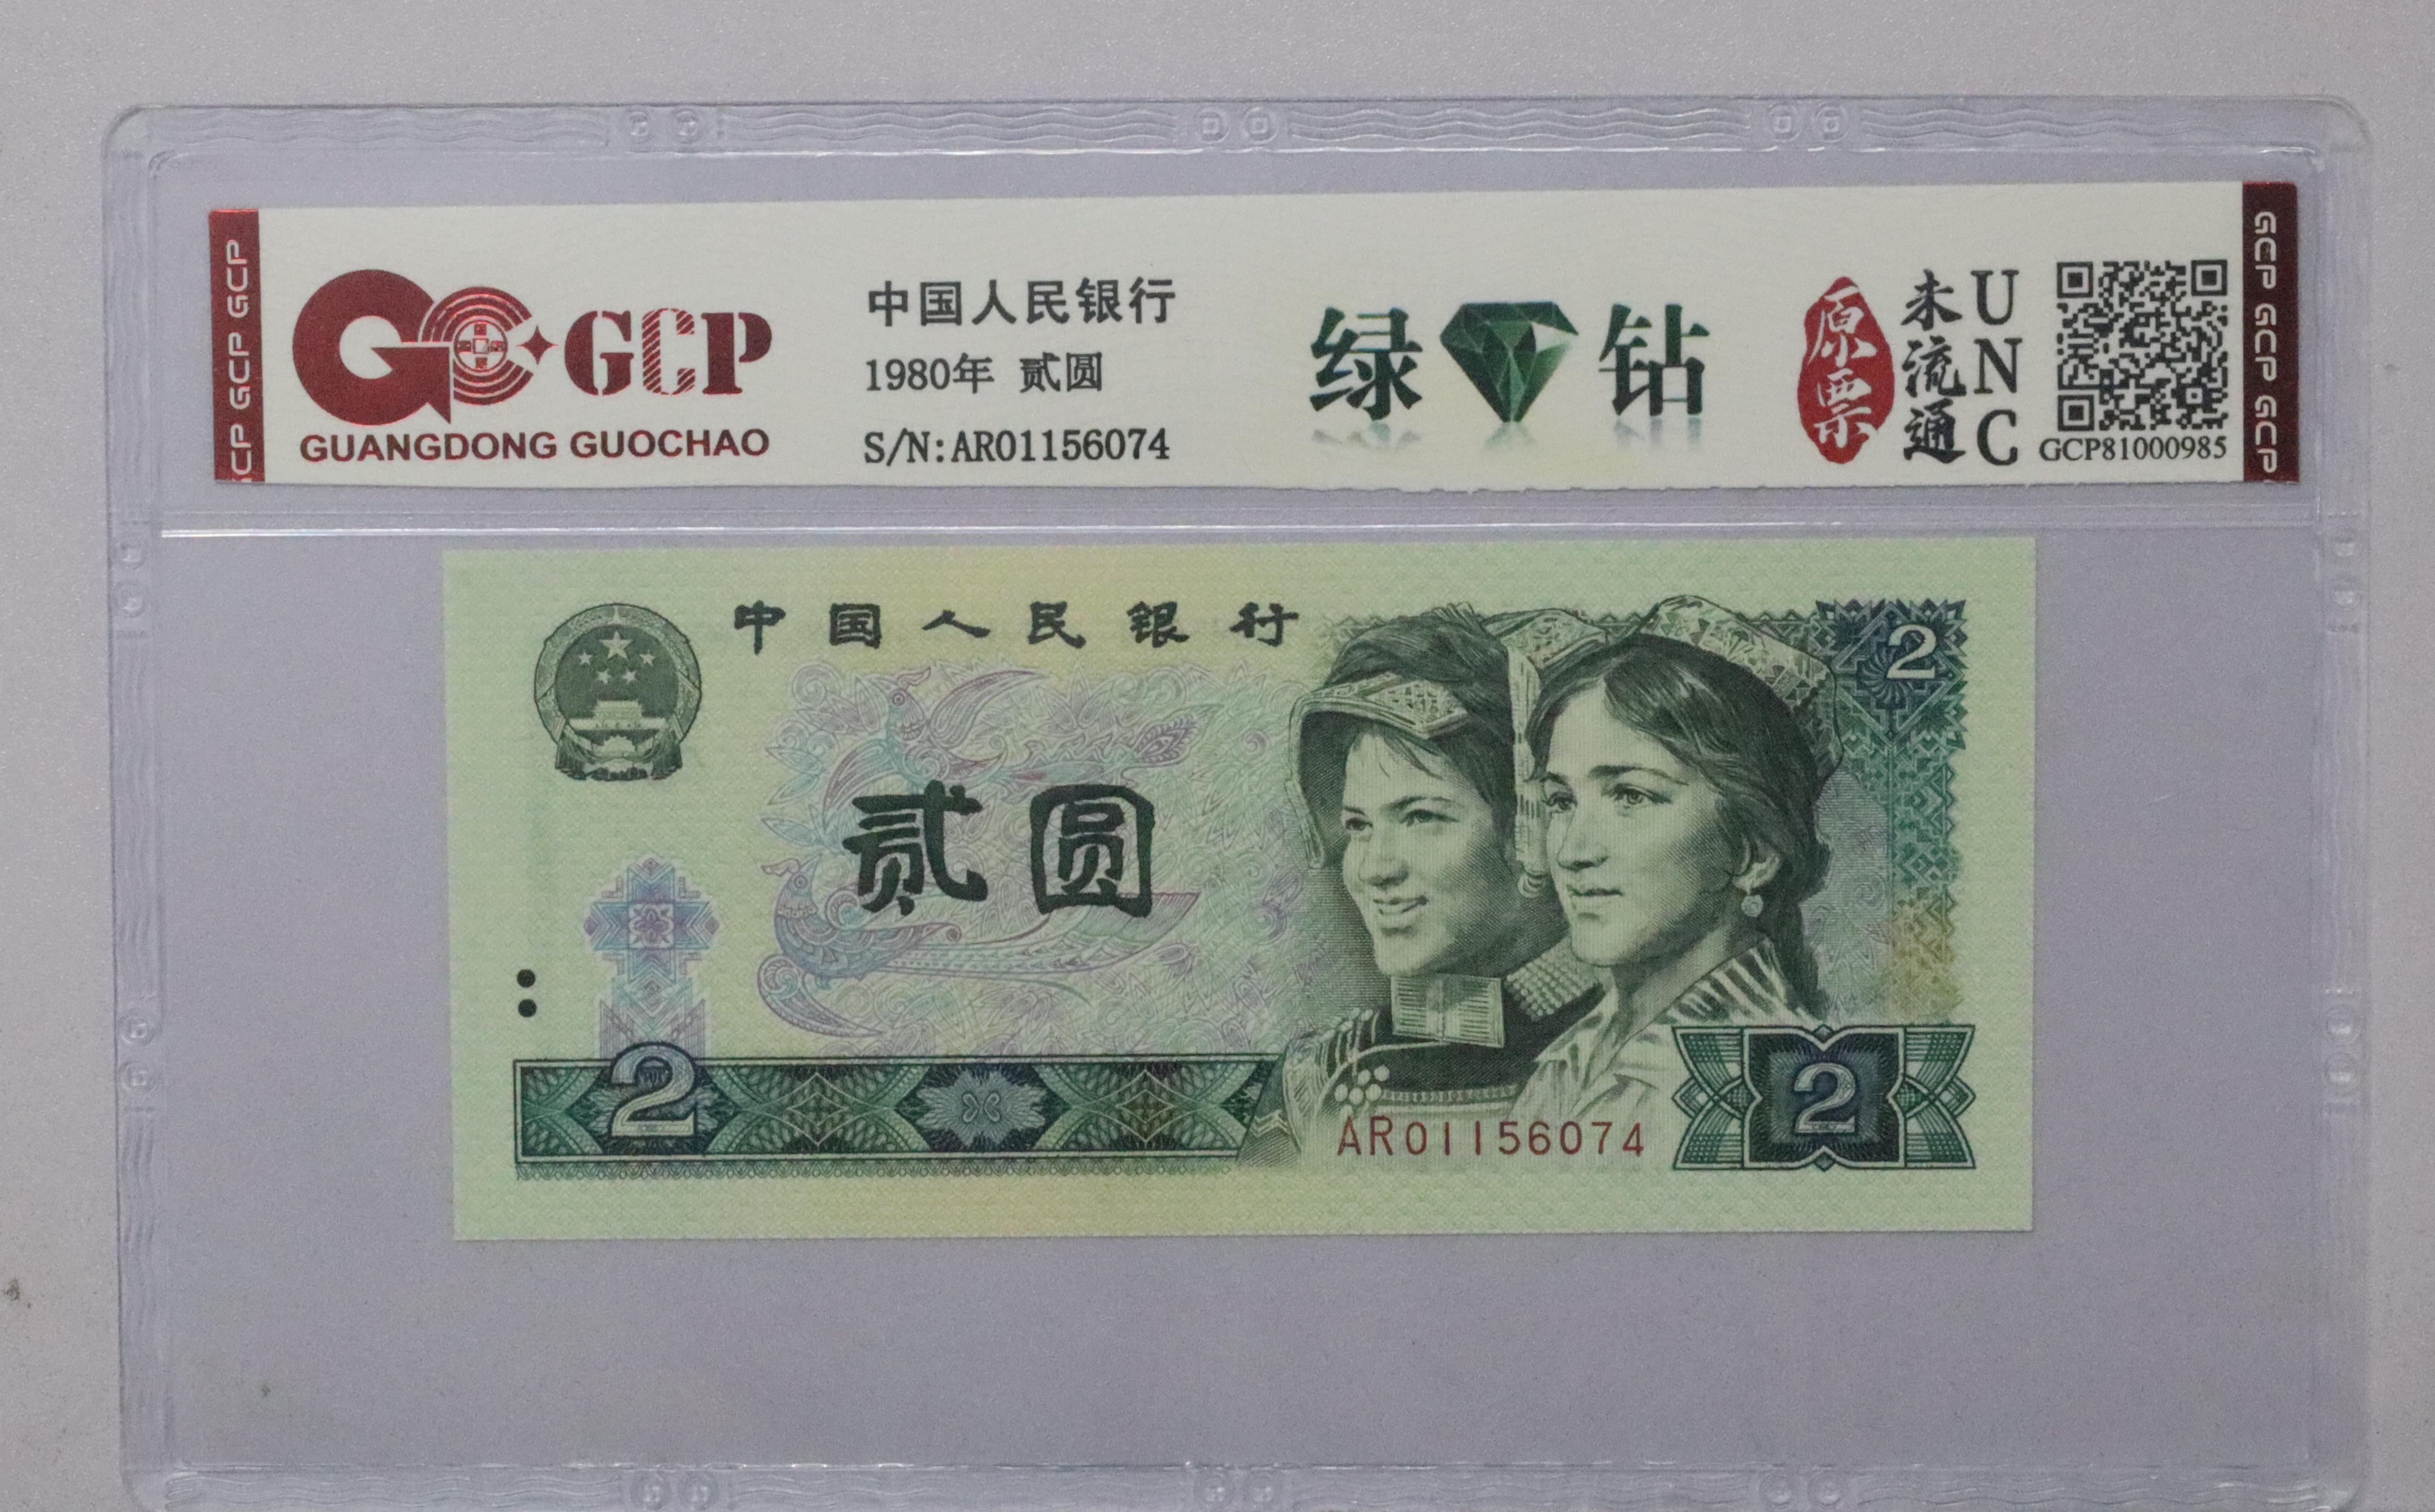 GCP GCP GCP
GCP
GUANGDONG GUOCHAO
中国人民银行
1980年 贰圆
S/N:AR01156074
绿 钻
原票
未流通
UNC
GCP81000985
GCP GCP GCP
中国人民银行
2
贰圆
2
AR01156074
2